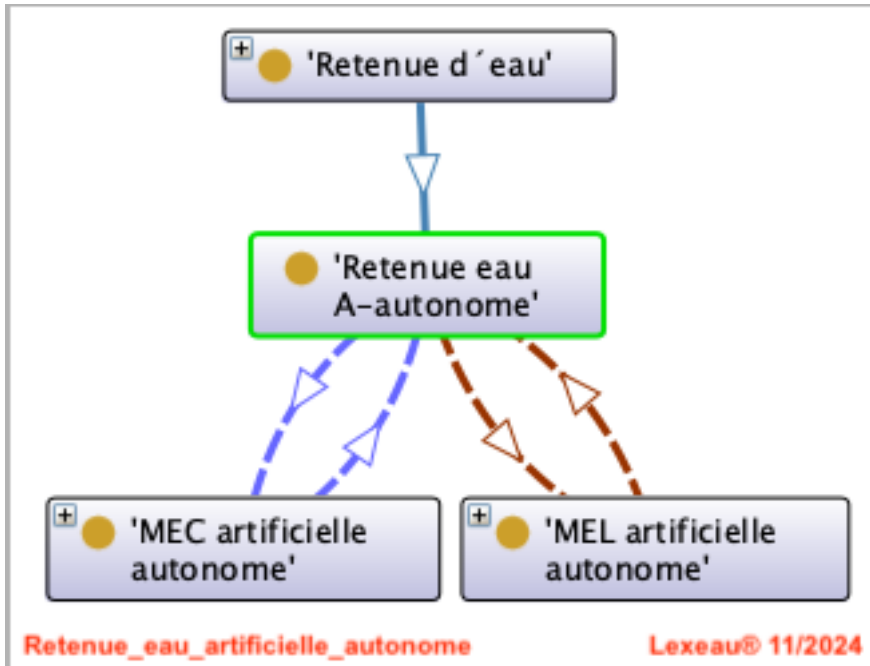 'Retenue d´eau'
'Retenue eau
A-autonome'
'MEC artificielle
autonome'
'MEL artificielle
autonome'
Retenue_eau_artificielle_autonome
Lexeau® 11/2024